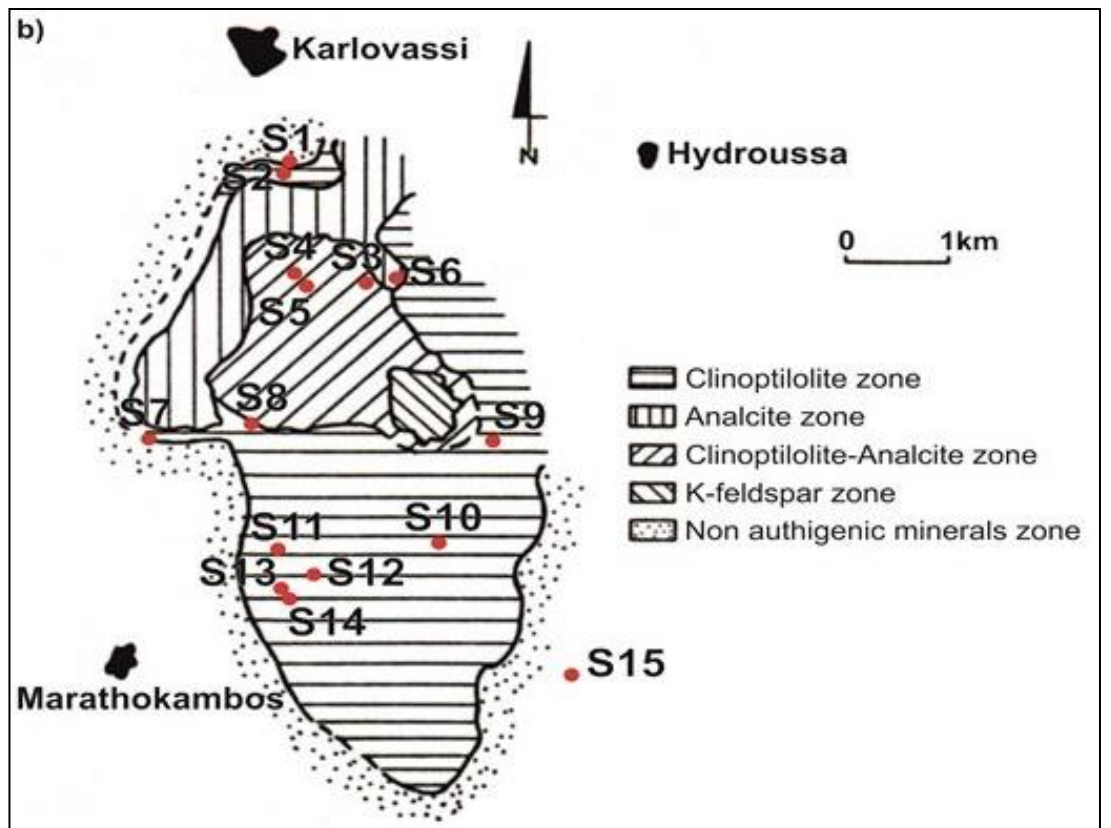 b)
Karlovassi
S1
S2
N
Hydroussa
0 1km
S4
S3
S6
S5
Clinoptilolite zone
Analcite zone
Clinoptilolite-Analcite zone
K-feldspar zone
Non authigenic minerals zone
S8
S7
S9
S11
S10
S13
S12
S14
S15
Marathokambos